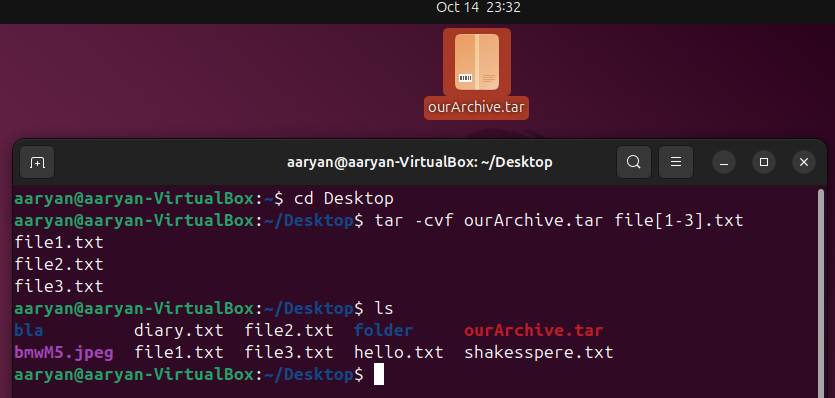 Oct 14 23:32
ourArchive.tar
aaryan@aaryan-VirtualBox: ~/Desktop
aaryan@aaryan-VirtualBox:~$ cd Desktop
aaryan@aaryan-VirtualBox:~/Desktop$ tar -cvf ourArchive.tar file[1-3].txt
file1.txt
file2.txt
file3.txt
aaryan@aaryan-VirtualBox:~/Desktop$ ls
bla diary.txt file2.txt folder ourArchive.tar
bmwM5.jpeg file1.txt file3.txt hello.txt shakesspere.txt
aaryan@aaryan-VirtualBox:~/Desktop$